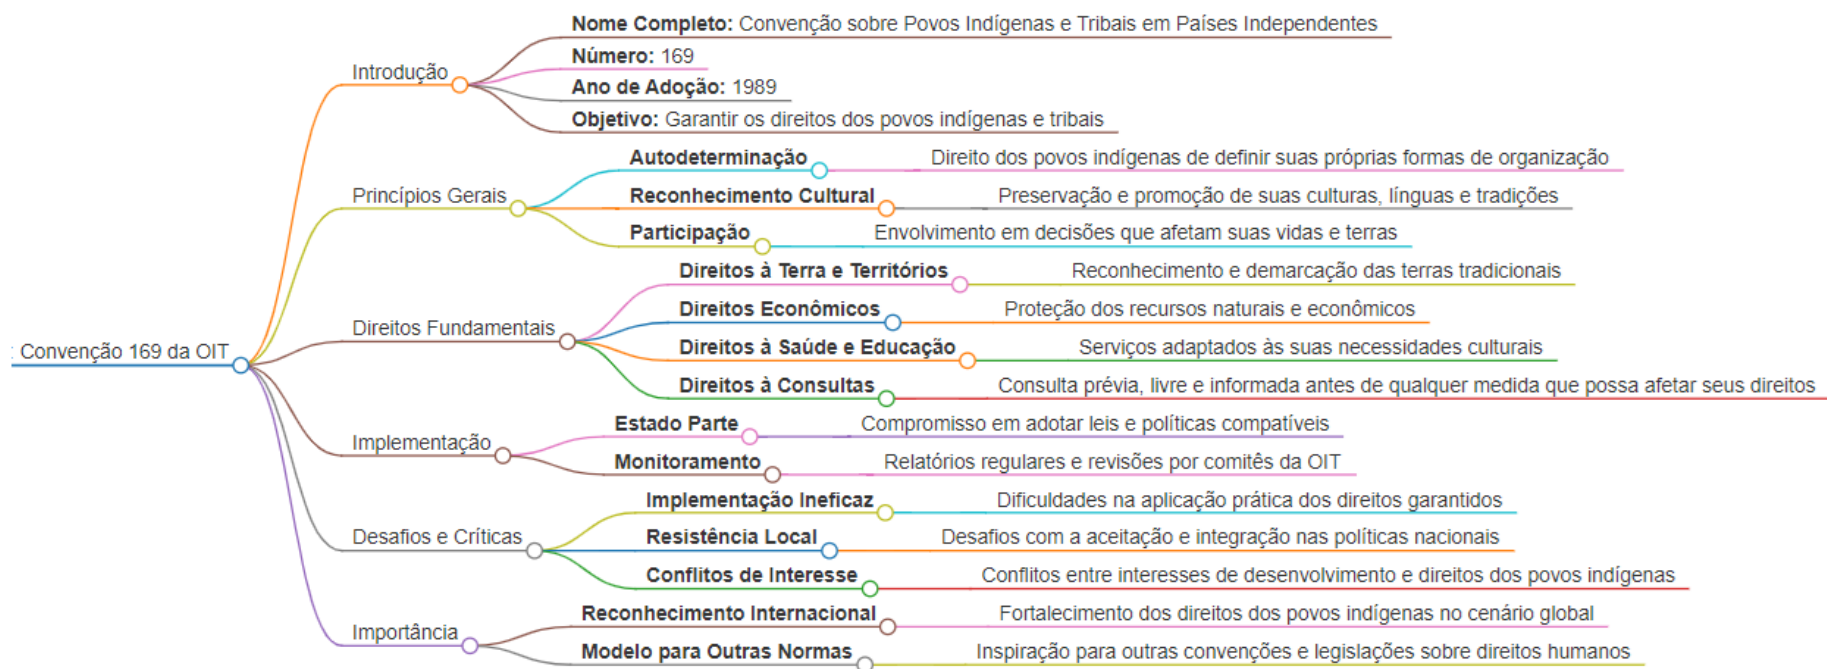 : Convenção 169 da OIT
Introdução
Nome Completo: Convenção sobre Povos Indígenas e Tribais em Países Independentes
Número: 169
Ano de Adoção: 1989
Objetivo: Garantir os direitos dos povos indígenas e tribais
Princípios Gerais
Autodeterminação
Direito dos povos indígenas de definir suas próprias formas de organização
Reconhecimento Cultural
Preservação e promoção de suas culturas, línguas e tradições
Participação
Envolvimento em decisões que afetam suas vidas e terras
Direitos Fundamentais
Direitos à Terra e Territórios
Reconhecimento e demarcação das terras tradicionais
Direitos Econômicos
Proteção dos recursos naturais e econômicos
Direitos à Saúde e Educação
Serviços adaptados às suas necessidades culturais
Direitos à Consultas
Consulta prévia, livre e informada antes de qualquer medida que possa afetar seus direitos
Implementação
Estado Parte
Compromisso em adotar leis e políticas compatíveis
Monitoramento
Relatórios regulares e revisões por comitês da OIT
Desafios e Críticas
Implementação Ineficaz
Dificuldades na aplicação prática dos direitos garantidos
Resistência Local
Desafios com a aceitação e integração nas políticas nacionais
Conflitos de Interesse
Conflitos entre interesses de desenvolvimento e direitos dos povos indígenas
Importância
Reconhecimento Internacional
Fortalecimento dos direitos dos povos indígenas no cenário global
Modelo para Outras Normas
Inspiração para outras convenções e legislações sobre direitos humanos